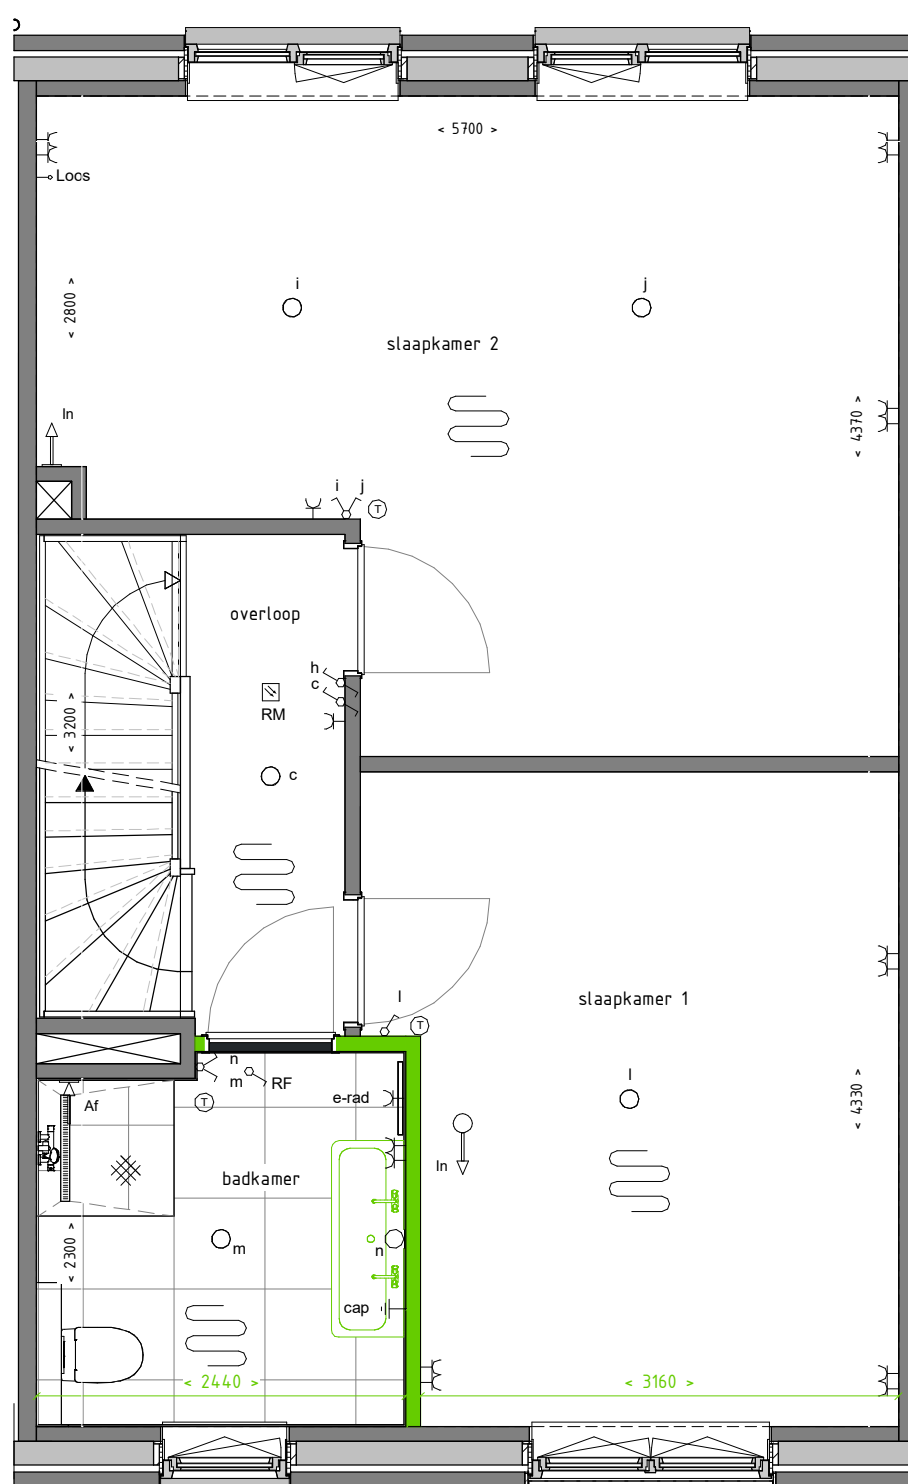 < 5700 >
Loos
< 2800 >
i
j
slaapkamer 2
< 4370 >
In
i
j
T
overloop
h
c
RM
< 3200 >
c
l
T
slaapkamer 1
n
m
RF
T
e-rad
Af
l
< 4330 >
In
badkamer
m
n
< 2300 >
cap
< 2440 >
< 3160 >